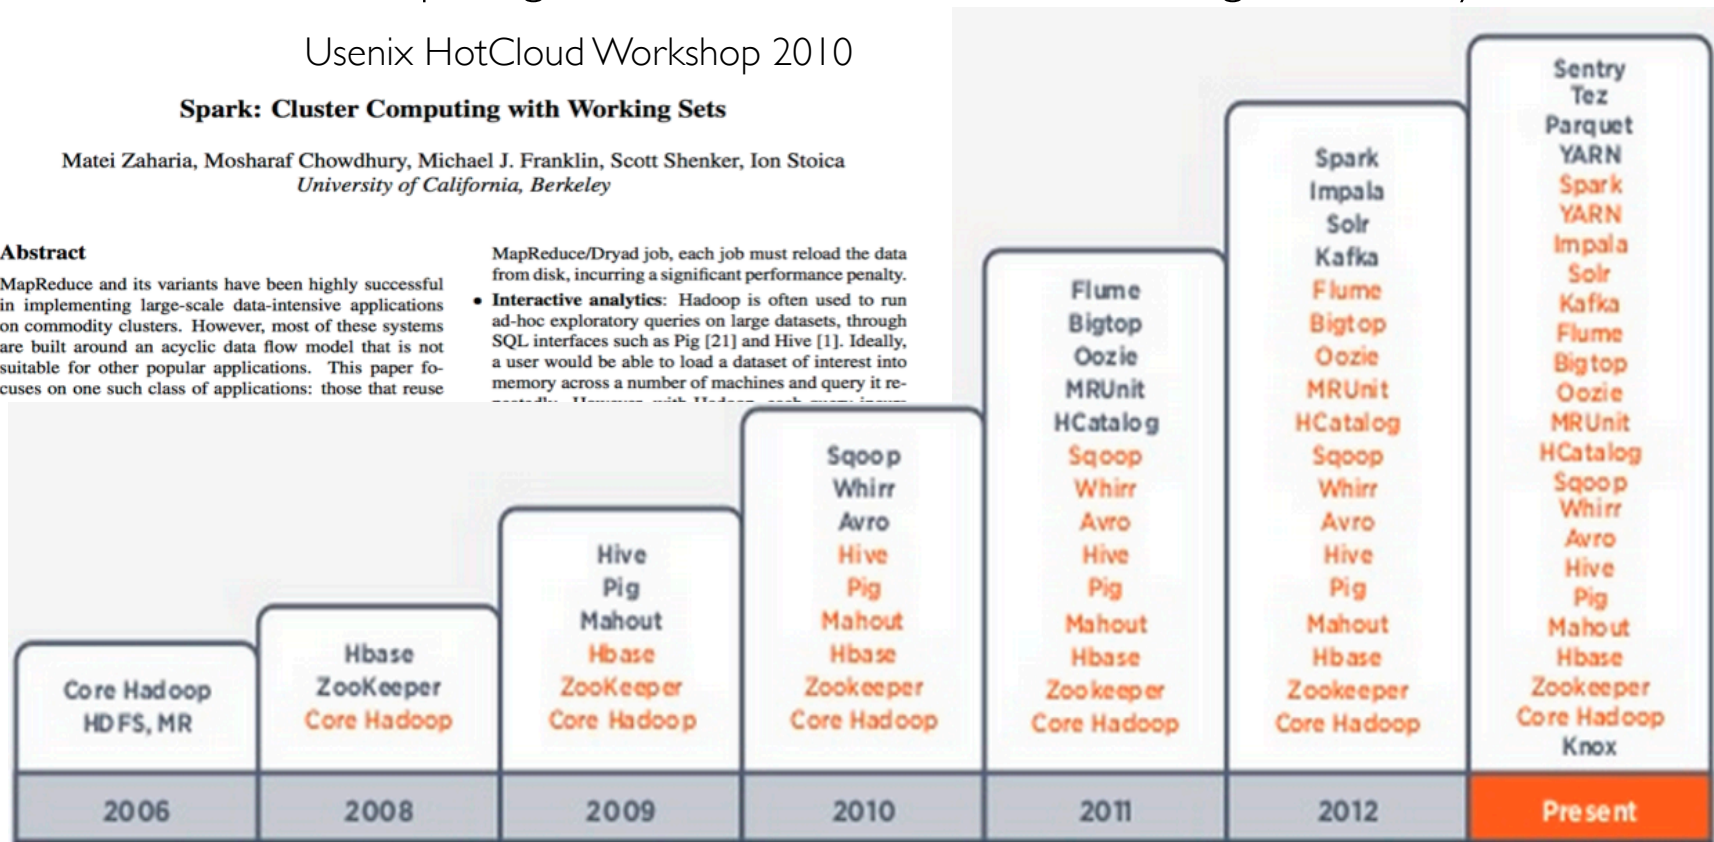 Usenix HotCloud Workshop 2010
Spark: Cluster Computing with Working Sets
Matei Zaharia, Mosharaf Chowdhury, Michael J. Franklin, Scott Shenker, Ion Stoica
University of California, Berkeley
Abstract
MapReduce and its variants have been highly successful
in implementing large-scale data-intensive applications
on commodity clusters. However, most of these systems
are built around an acyclic data flow model that is not
suitable for other popular applications. This paper fo-
cuses on one such class of applications: those that reuse
MapReduce/Dryad job, each job must reload the data
from disk, incurring a significant performance penalty.
• Interactive analytics: Hadoop is often used to run
ad-hoc exploratory queries on large datasets, through
SQL interfaces such as Pig [21] and Hive [1]. Ideally,
a user would be able to load a dataset of interest into
memory across a number of machines and query it re-
Core Hadoop
HDFS, MR
2006
Hbase
ZooKeeper
Core Hadoop
2008
Hive
Pig
Mahout
Hbase
ZooKeeper
Core Hadoop
2009
Sqoop
Whirr
Avro
Hive
Pig
Mahout
Hbase
Zookeeper
Core Hadoop
2010
Flume
Bigtop
Oozie
MRUnit
HCatalog
Sqoop
Whirr
Avro
Hive
Pig
Mahout
Hbase
Zookeeper
Core Hadoop
2011
Spark
Impala
Solr
Kafka
Flume
Bigtop
Oozie
MRUnit
HCatalog
Sqoop
Whirr
Avro
Hive
Pig
Mahout
Hbase
Zookeeper
Core Hadoop
2012
Sentry
Tez
Parquet
YARN
Spark
YARN
Impala
Solr
Kafka
Flume
Bigtop
Oozie
MRUnit
HCatalog
Sqoop
Whirr
Avro
Hive
Pig
Mahout
Hbase
Zookeeper
Core Hadoop
Knox
Present